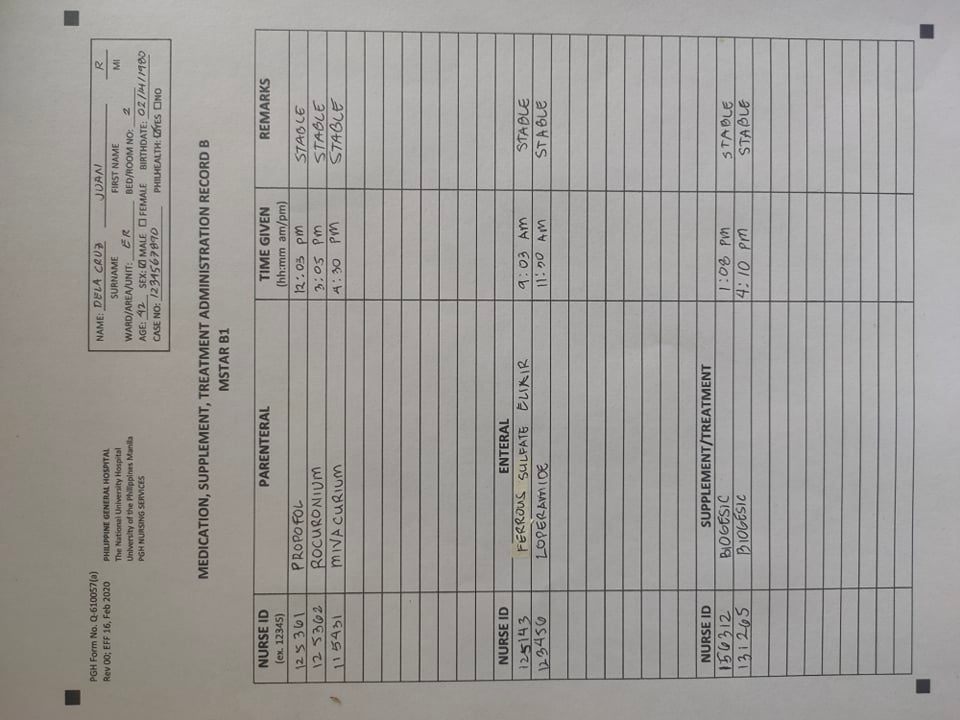 PGH Form No. Q-610057(a)
Rev 00; EFF 16, Feb 2020
PHILIPPINE GENERAL HOSPITAL
The National University Hospital
University of the Philippines Manila
PGH NURSING SERVICES
NAME: DELA CRUZ JUAN R
SURNAME FIRST NAME MI
WARD/AREA/UNIT: ER BED/ROOM NO: 2
AGE: 42 SEX: ☑ MALE ☐ FEMALE BIRTHDATE: 02/14/1980
CASE NO: 1234567890 PHILHEALTH: ☑YES ☐NO
MEDICATION, SUPPLEMENT, TREATMENT ADMINISTRATION RECORD B
MSTAR B1
NURSE ID PARENTERAL TIME GIVEN REMARKS
(ex. 12345) (hh:mm am/pm)
125361 PROPOFOL 12:03 PM STABLE
125362 ROCURONIUM 3:05 PM STABLE
115431 MIVACURIUM 4:30 PM STABLE
NURSE ID ENTERAL
125143 FERROUS SULFATE ELIXIR 9:03 AM STABLE
123456 LOPERAMIDE AM STABLE
NURSE ID SUPPLEMENT/TREATMENT
156312 BIOGESIC 1:08 PM STABLE
131265 BIOGESIC 4:10 PM STABLE